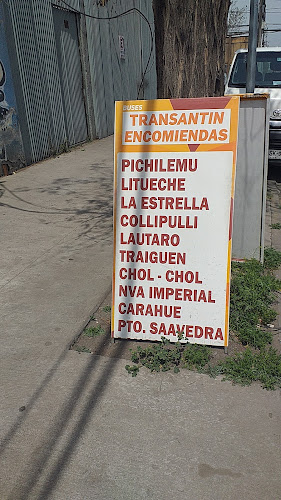 BUSES
TRANSANTIN
ENCOMIENDAS
PICHILEMU
LITUECHE
LA ESTRELLA
COLLIPULLI
LAUTARO
TRAIGUEN
CHOL - CHOL
NVA IMPERIAL
CARAHUE
PTO. SAAVEDRA